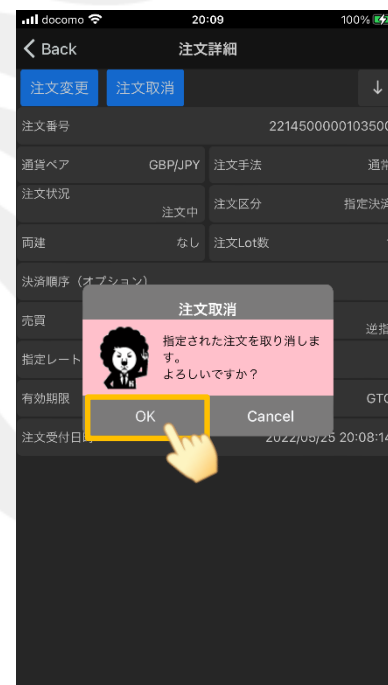 docomo 20:09 100%
Back 注文詳細
注文変更 注文取消 ↓
注文番号 2214500000103500
通貨ペア GBP/JPY 注文手法 通常
注文状況 注文中 注文区分 指定決済
両建 なし 注文Lot数
決済順序（オプション）
注文取消
売買 逆指
指定された注文を取り消しま
す。
よろしいですか？
指定レート
有効期限 GTC
OK Cancel
注文受付日 2022/05/25 20:08:14